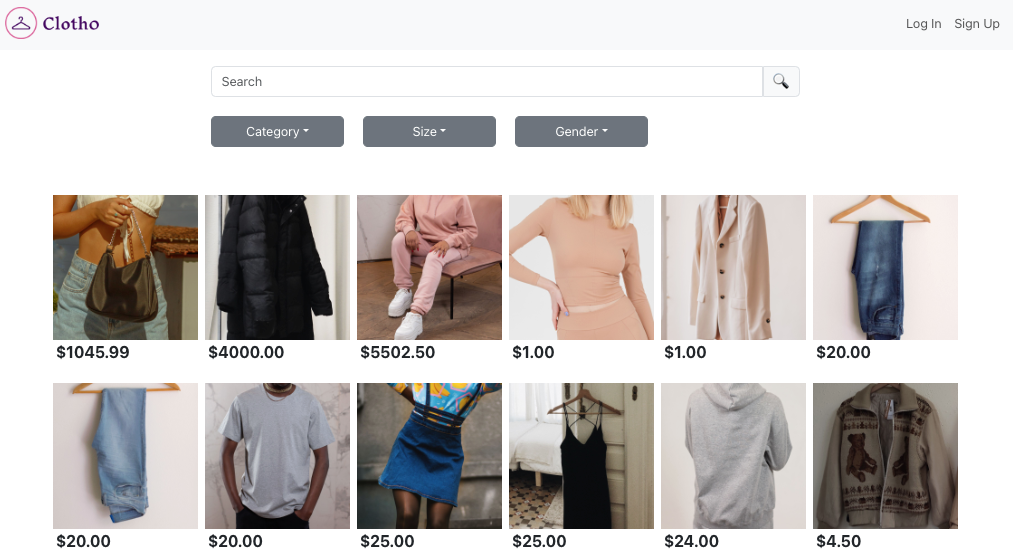 Clotho
Log In Sign Up
Search
Category Size Gender
$1045.99 $4000.00 $5502.50 $1.00 $1.00 $20.00
$20.00 $20.00 $25.00 $25.00 $24.00 $4.50